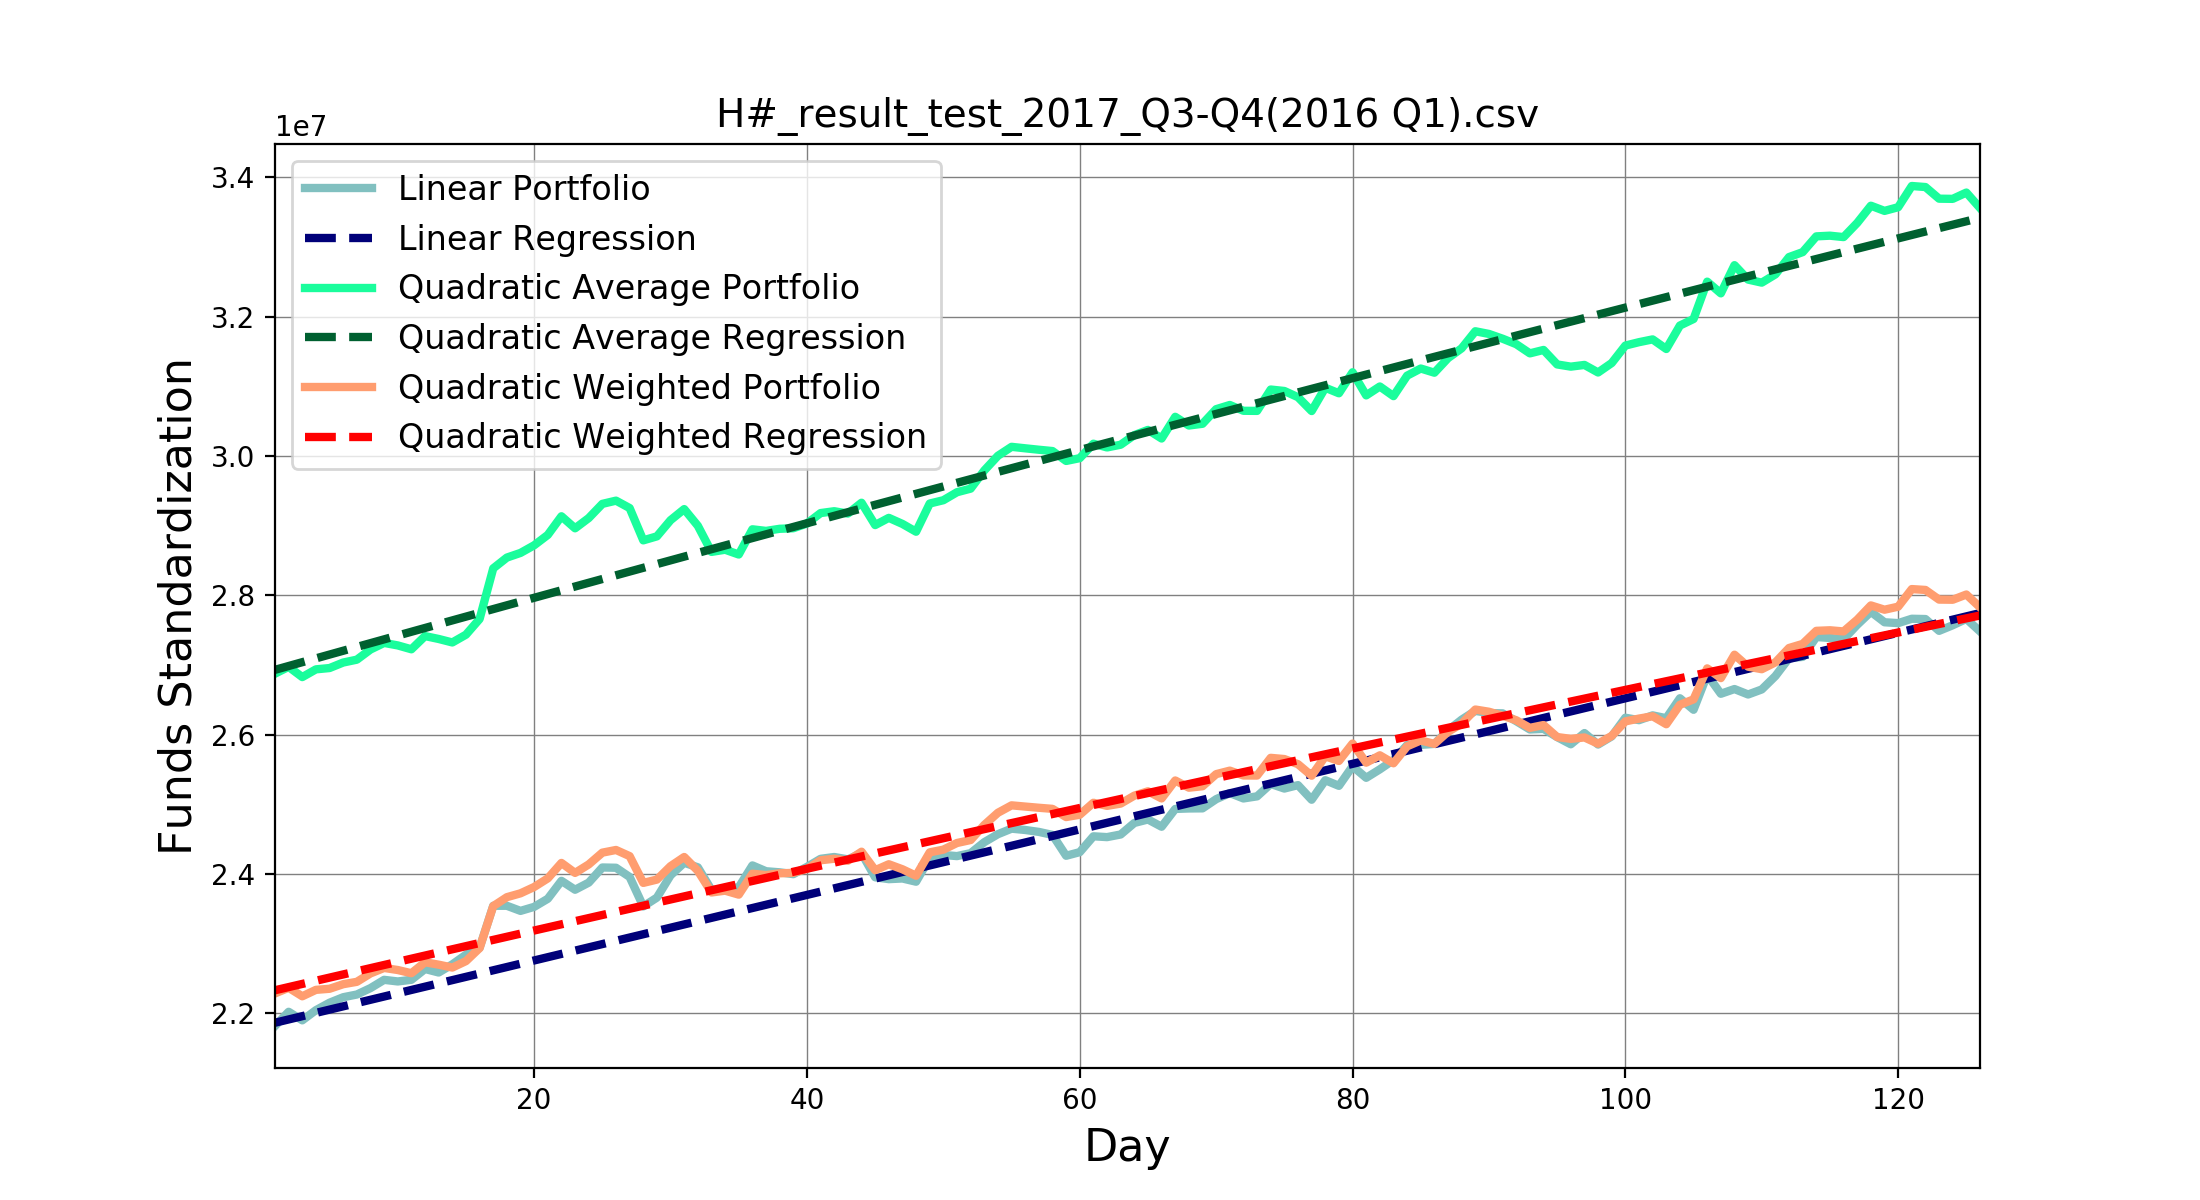 H#_result_test_2017_Q3-Q4(2016 Q1).csv
1e7
Linear Portfolio
Linear Regression
Quadratic Average Portfolio
Quadratic Average Regression
Quadratic Weighted Portfolio
Quadratic Weighted Regression
Funds Standardization
3.4
3.2
3.0
2.8
2.6
2.4
2.2
20 40 60 80 100 120
Day